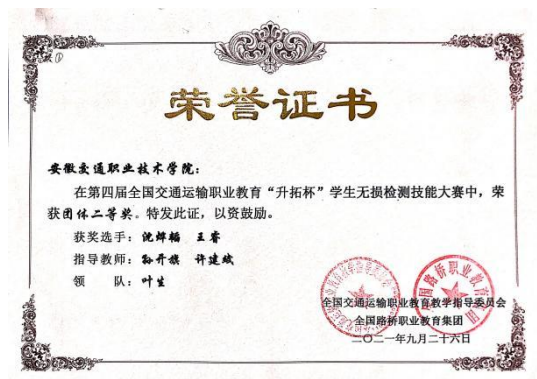 荣誉证书
安徽交通职业技术学院：
在第四届全国交通运输职业教育“升拓杯”学生无损检测技能大赛中，荣
获团体二等奖。特发此证，以资鼓励。
获奖选手：沈烨韬 王睿
指导教师：孙开旗 许建斌
领 队：叶生
全国交通运输职业教育教学指导委员会
全国路桥职业教育集团
二〇二一年九月二十六日